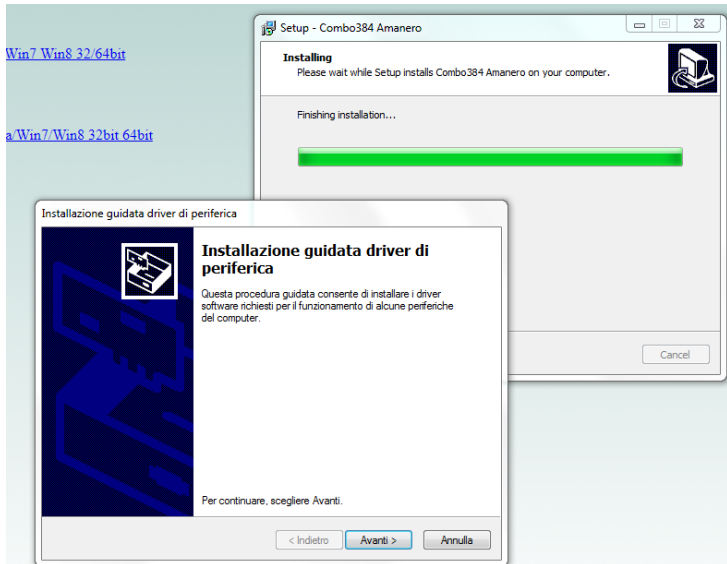 Win7 Win8 32/64bit
a/Win7/Win8 32bit 64bit
Setup - Combo384 Amanero
Installing
Please wait while Setup installs Combo384 Amanero on your computer.
Finishing installation...
Cancel
Installazione guidata driver di periferica
Installazione guidata driver di
periferica
Questa procedura guidata consente di installare i driver
software richiesti per il funzionamento di alcune periferiche
del computer.
Per continuare, scegliere Avanti.
< Indietro
Avanti >
Annulla